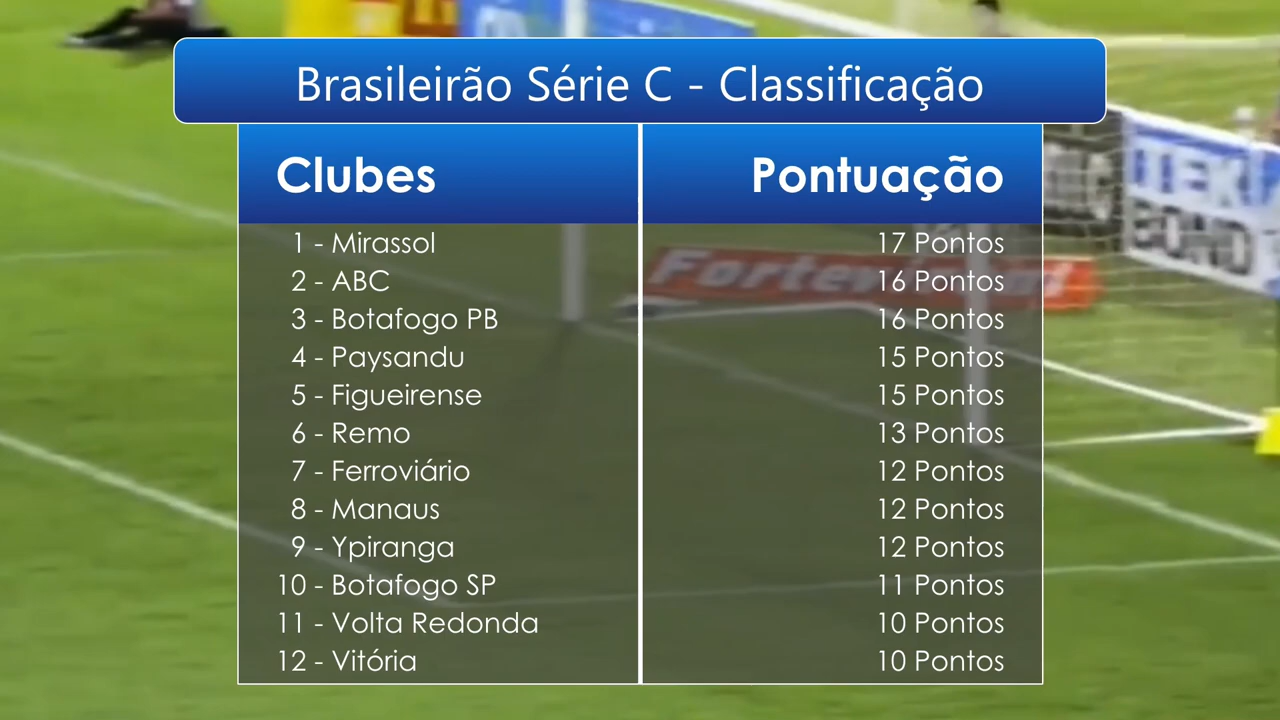 Brasileirão Série C - Classificação
Clubes Pontuação
1 - Mirassol 17 Pontos
2 - ABC 16 Pontos
3 - Botafogo PB 16 Pontos
4 - Paysandu 15 Pontos
5 - Figueirense 15 Pontos
6 - Remo 13 Pontos
7 - Ferroviário 12 Pontos
8 - Manaus 12 Pontos
9 - Ypiranga 12 Pontos
10 - Botafogo SP 11 Pontos
11 - Volta Redonda 10 Pontos
12 - Vitória 10 Pontos
BOND